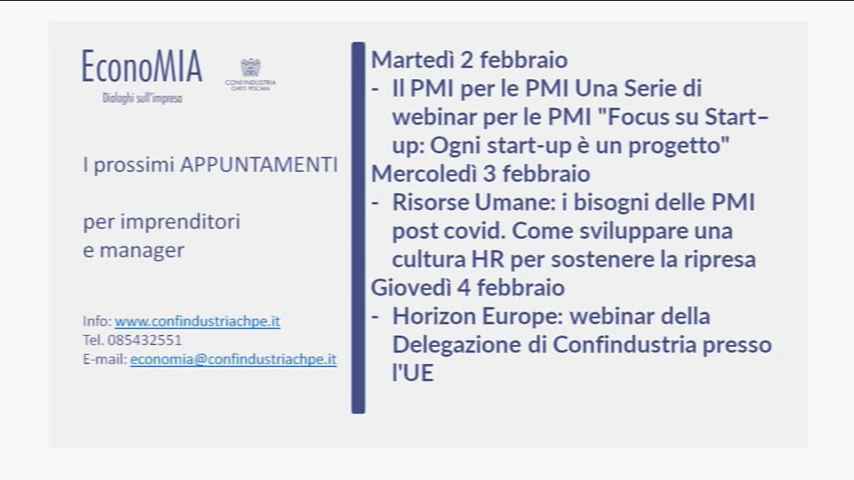 EconoMIA
Dialoghi sull'impresa
CONFINDUSTRIA
CHIETI PESCARA
I prossimi APPUNTAMENTI
per imprenditori
e manager
Info: www.confindustriachpe.it
Tel. 085432551
E-mail: economia@confindustriachpe.it
Martedì 2 febbraio
- Il PMI per le PMI Una Serie di
webinar per le PMI "Focus su Start–
up: Ogni start-up è un progetto"
Mercoledì 3 febbraio
- Risorse Umane: i bisogni delle PMI
post covid. Come sviluppare una
cultura HR per sostenere la ripresa
Giovedì 4 febbraio
- Horizon Europe: webinar della
Delegazione di Confindustria presso
l'UE